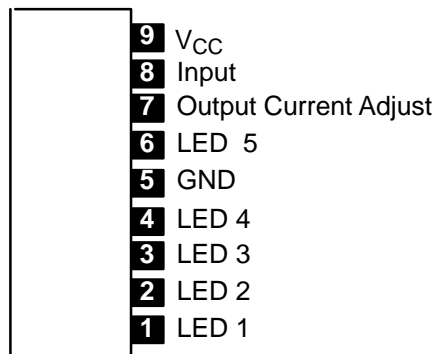 9 VCC
8 Input
7 Output Current Adjust
6 LED 5
5 GND
4 LED 4
3 LED 3
2 LED 2
1 LED 1